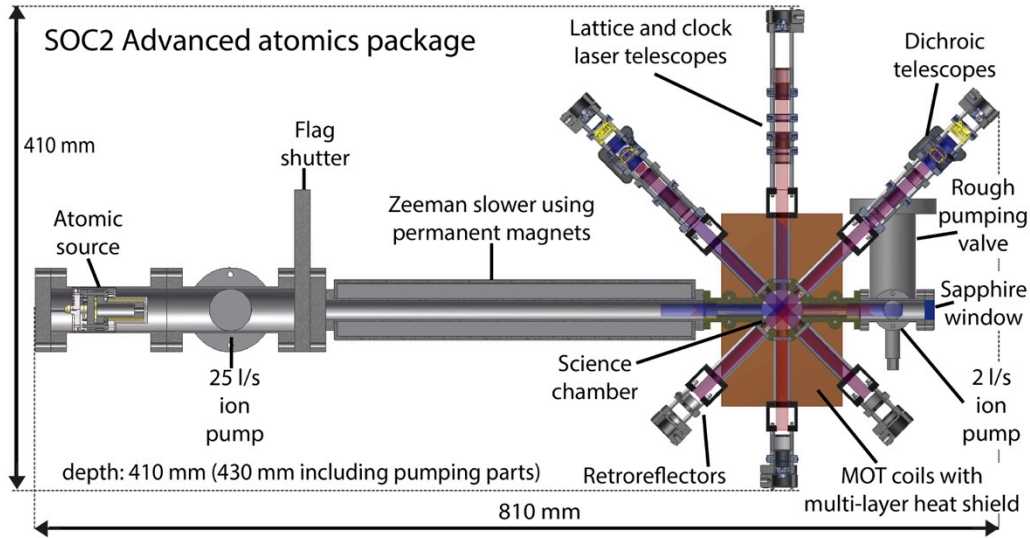 SOC2 Advanced atomics package
Lattice and clock
laser telescopes
Dichroic
telescopes
410 mm
Flag
shutter
Atomic
source
Zeeman slower using
permanent magnets
Rough
pumping
valve
Sapphire
window
Science
chamber
25 l/s
ion
pump
2 l/s
ion
pump
depth: 410 mm (430 mm including pumping parts)
Retroreflectors
MOT coils with
multi-layer heat shield
810 mm